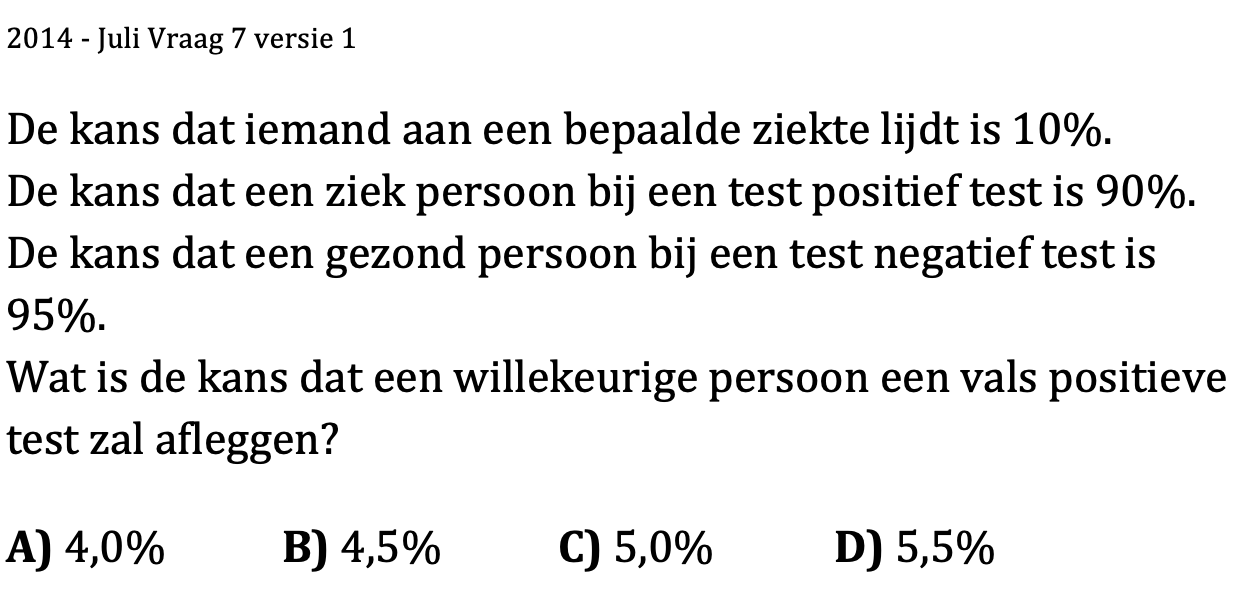 2014 - Juli Vraag 7 versie 1
De kans dat iemand aan een bepaalde ziekte lijdt is 10%.
De kans dat een ziek persoon bij een test positief test is 90%.
De kans dat een gezond persoon bij een test negatief test is
95%.
Wat is de kans dat een willekeurige persoon een vals positieve
test zal afleggen?
A) 4,0% B) 4,5% C) 5,0% D) 5,5%